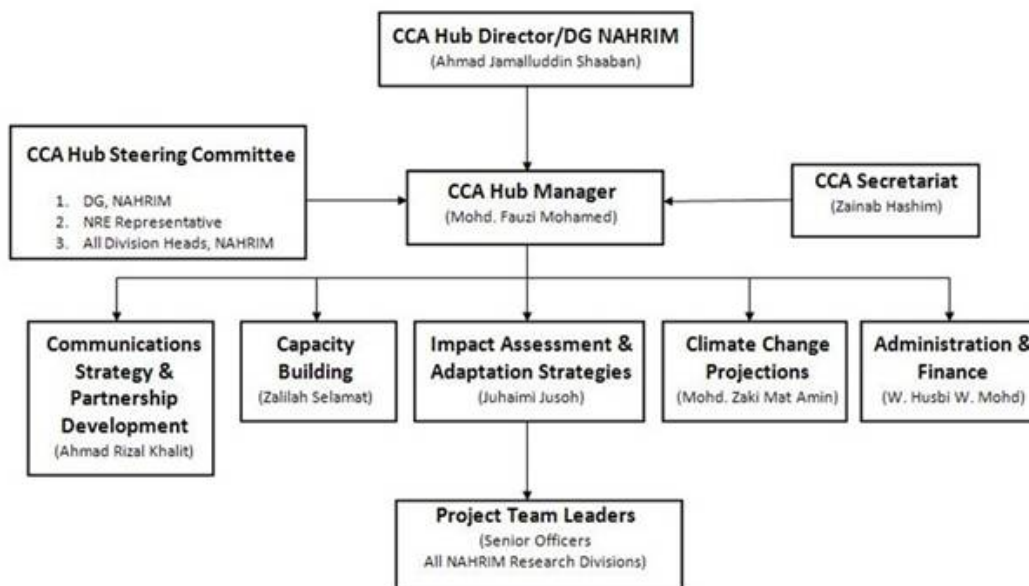 CCA Hub Director/DG NAHRIM
(Ahmad Jamalluddin Shaaban)
CCA Hub Steering Committee
1. DG, NAHRIM
2. NRE Representative
3. All Division Heads, NAHRIM
CCA Hub Manager
(Mohd. Fauzi Mohamed)
CCA Secretariat
(Zainab Hashim)
Communications
Strategy &
Partnership
Development
(Ahmad Rizal Khalit)
Capacity
Building
(Zalilah Selamat)
Impact Assessment &
Adaptation Strategies
(Juhaimi Jusoh)
Climate Change
Projections
(Mohd. Zaki Mat Amin)
Administration &
Finance
(W. Husbi W. Mohd)
Project Team Leaders
(Senior Officers
All NAHRIM Research Divisions)